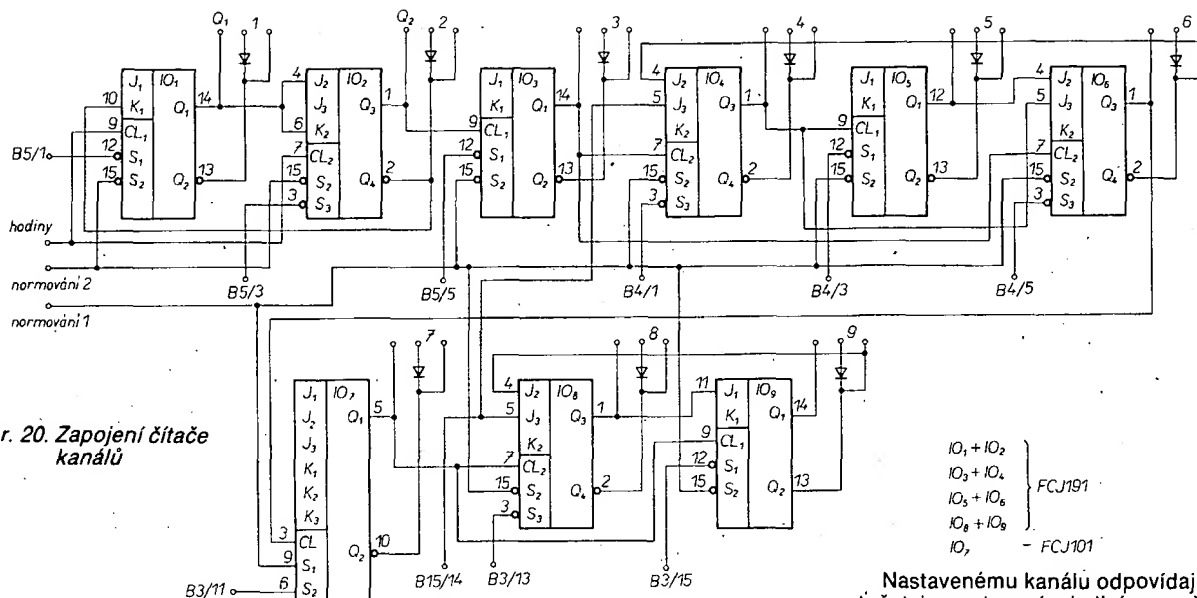 Q₁ 1 Q₂ 2 3 4 5 6
J₁ IO₁
10 K₁ Q₁ 14
9 CL₁
B5/1 12 S₁
15 S₂ Q₂ 13
4 J₂ IO₂
J₃ Q₃ 1
6 K₂
7 CL₂
15 S₂ Q₄ 2
3 S₃
J₁ IO₃
K₁ Q₁ 14
9 CL₁
12 S₁
15 S₂ Q₂ 13
4 J₂ IO₄
5 J₃ Q₃ 1
K₂
7 CL₂
15 S₂ Q₄ 2
3 S₃
J₁ IO₅
K₁ Q₁ 12
9 CL₁
12 S₁
15 S₂ Q₂ 13
4 J₂ IO₆
5 J₃ Q₃ 1
K₂
7 CL₂
15 S₂ Q₄ 2
3 S₃
hodiny
normování 2
normování 1
B5/3 B5/5 B4/1 B4/3 B4/5
7 8 9
J₁ IO₇
J₂ Q₁ 5
J₃
K₁
K₂
K₃
3 CL Q₂ 10
9 S₁
B3/11 6 S₂
4 J₂ IO₈
5 J₃ Q₃ 1
K₂
7 CL₂
15 S₂ Q₄ 2
3 S₃
11 J₁ IO₉
K₁ Q₁ 14
9 CL₁
12 S₁
15 S₂ Q₂ 13
B15/14 B3/13 B3/15
r. 20. Zapojení čítače
kanálů
IO₁ + IO₂
IO₃ + IO₄
IO₅ + IO₆
IO₈ + IO₉
FCJ191
IO₇ - FCJ101
Nastavenému kanálu odpovídaj